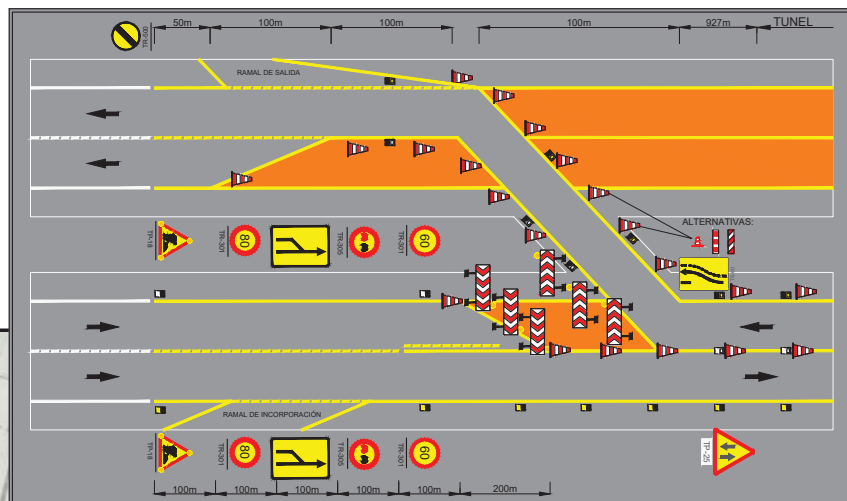 50m 100m 100m 100m 927m TUNEL
TR-500
RAMAL DE SALIDA
ALTERNATIVAS:
TP-18 TR-301 80 TR-305 TR-301 60
RAMAL DE INCORPORACIÓN
TP-18 TR-301 80 TR-305 TR-301 60
TP-25
100m 100m 100m 100m 100m 200m